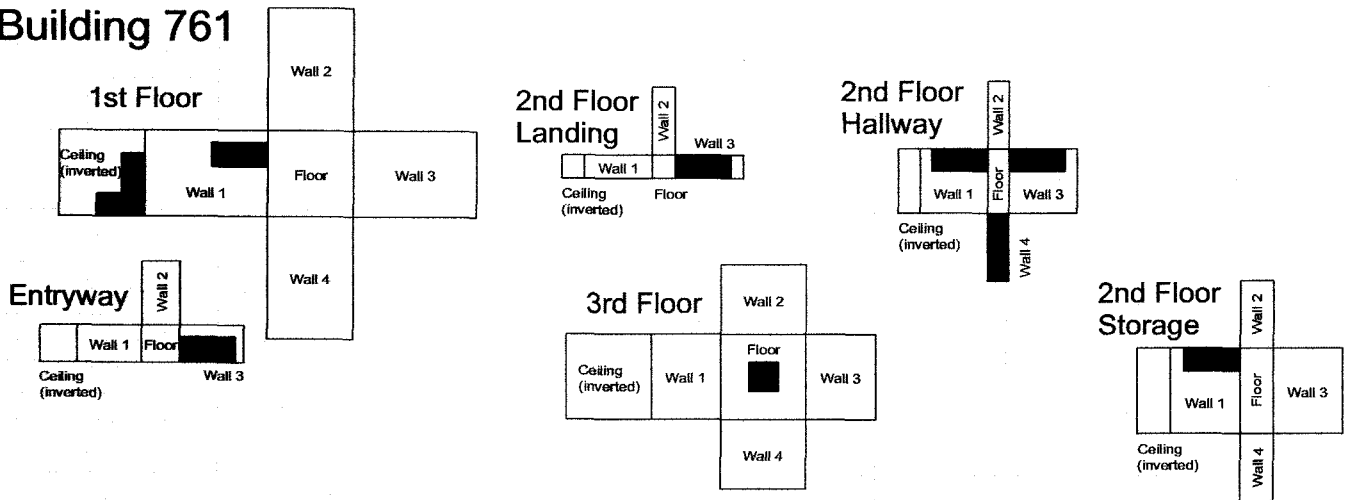 Building 761
1st Floor
Wall 2
Ceiling
(inverted)
Wall 1
Floor
Wall 3
Wall 4
2nd Floor
Landing
Wall 2
Wall 3
Wall 1
Ceiling
(inverted)
Floor
2nd Floor
Hallway
Wall 2
Wall 1
Floor
Wall 3
Ceiling
(inverted)
Wall 4
Entryway
Wall 2
Wall 1
Floor
Ceiling
(inverted)
Wall 3
3rd Floor
Wall 2
Floor
Ceiling
(inverted)
Wall 1
Wall 3
Wall 4
2nd Floor
Storage
Wall 2
Wall 1
Floor
Wall 3
Ceiling
(inverted)
Wall 4